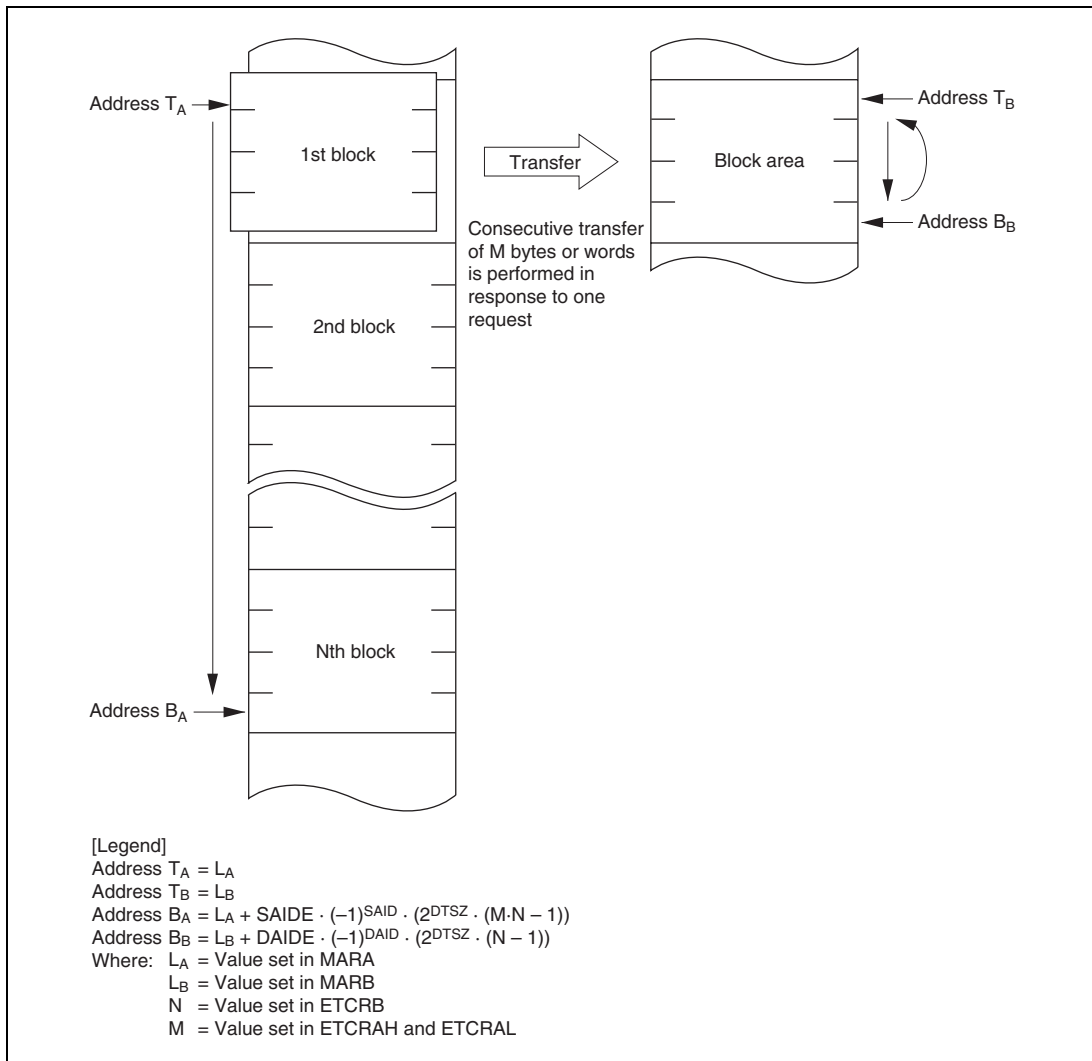 Address T_A
1st block
Transfer
Address T_B
Block area
Address B_B
Consecutive transfer
of M bytes or words
is performed in
response to one
request
2nd block
Nth block
Address B_A
[Legend]
Address T_A = L_A
Address T_B = L_B
Address B_A = L_A + SAIDE · (–1)^SAID · (2^DTSZ · (M·N – 1))
Address B_B = L_B + DAIDE · (–1)^DAID · (2^DTSZ · (N – 1))
Where: L_A = Value set in MARA
L_B = Value set in MARB
N = Value set in ETCRB
M = Value set in ETCRAH and ETCRAL